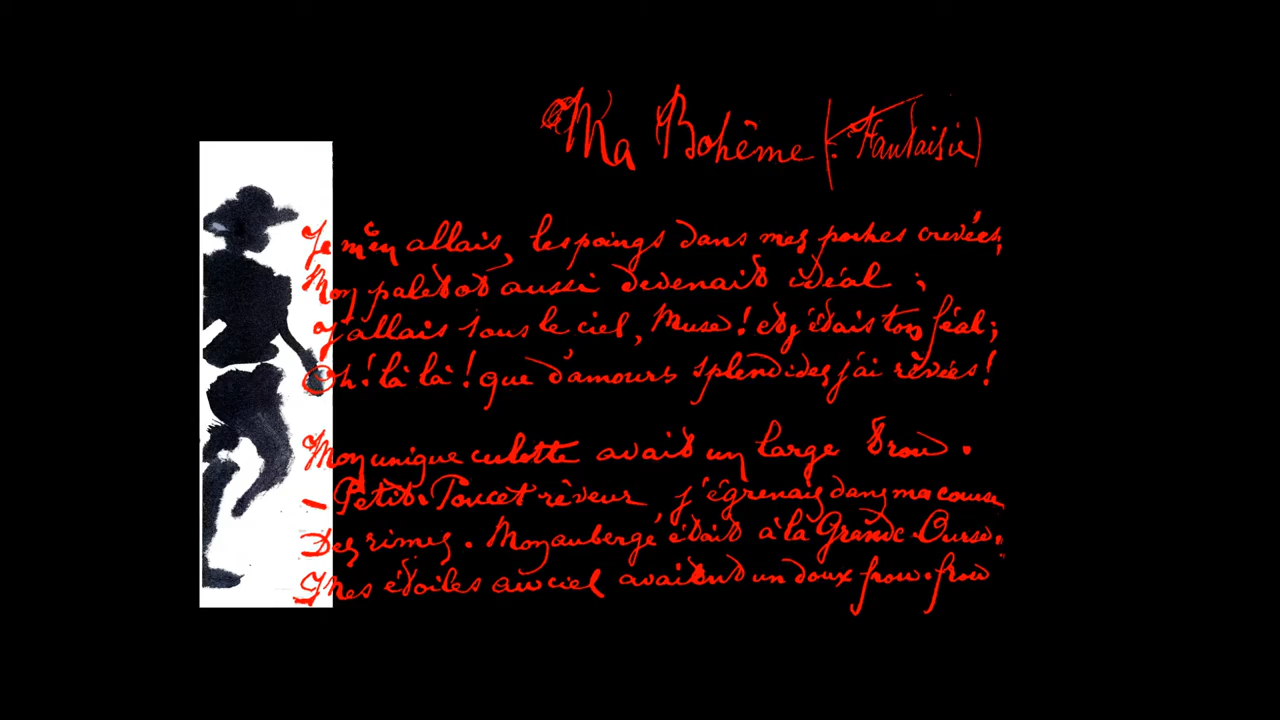 Ma Bohême (: Fantaisie)
Je m'en allais, les poings dans mes poches crevées,
Mon paletot aussi devenait idéal ;
J'allais sous le ciel, Muse ! et j'étais ton féal ;
Oh ! là là ! que d'amours splendides j'ai rêvées !
Mon unique culotte avait un large trou .
– Petit-Poucet rêveur j'égrenais dans ma course
Des rimes . Mon auberge était à la Grande-Ourse .
Mes étoiles au ciel avaient un doux frou-frou